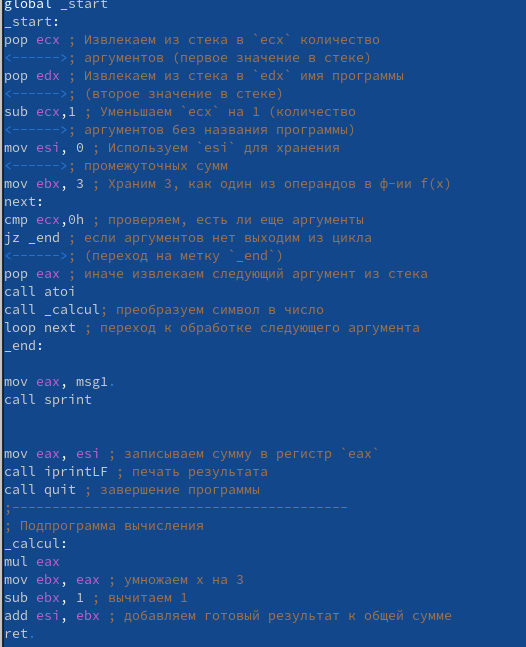 global _start
_start:
pop ecx ; Извлекаем из стека в `ecx` количество
<------>; аргументов (первое значение в стеке)
pop edx ; Извлекаем из стека в `edx` имя программы
<------>; (второе значение в стеке)
sub ecx,1 ; Уменьшаем `ecx` на 1 (количество
<------>; аргументов без названия программы)
mov esi, 0 ; Используем `esi` для хранения
<------>; промежуточных сумм
mov ebx, 3 ; Храним 3, как один из операндов в ф-ии f(x)
next:
cmp ecx,0h ; проверяем, есть ли еще аргументы
jz _end ; если аргументов нет выходим из цикла
<------>; (переход на метку `_end`)
pop eax ; иначе извлекаем следующий аргумент из стека
call atoi
call _calcul; преобразуем символ в число
loop next ; переход к обработке следующего аргумента
_end:
mov eax, msg1.
call sprint
mov eax, esi ; записываем сумму в регистр `eax`
call iprintLF ; печать результата
call quit ; завершение программы
;------------------------------------------
; Подпрограмма вычисления
_calcul:
mul eax
mov ebx, eax ; умножаем x на 3
sub ebx, 1 ; вычитаем 1
add esi, ebx ; добавляем готовый результат к общей сумме
ret.